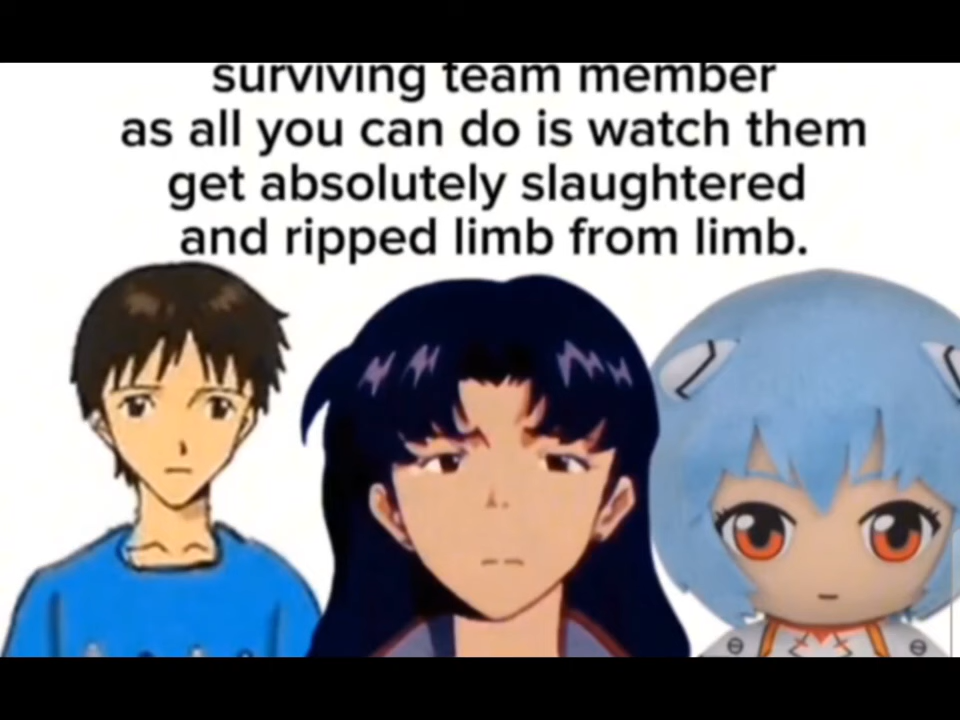 surviving team member
as all you can do is watch them
get absolutely slaughtered
and ripped limb from limb.